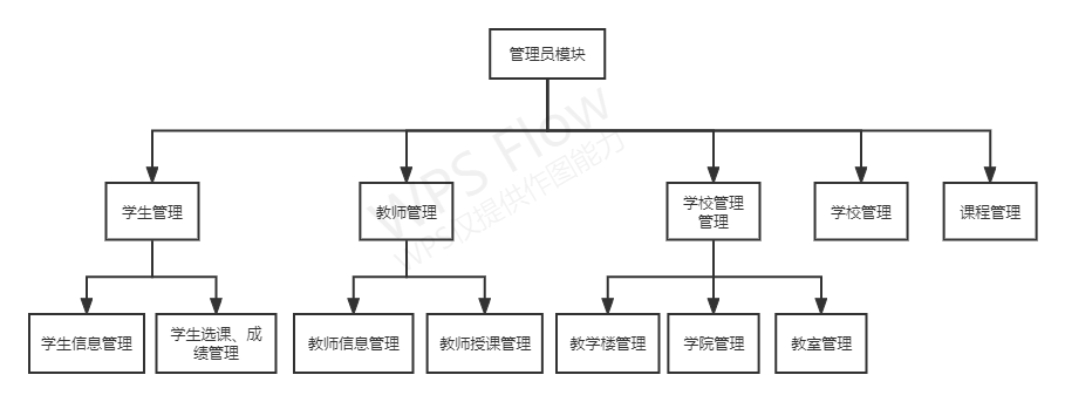 管理员模块
WPS Flow
WPS仅提供作图能力
学生管理
教师管理
学校管理
管理
学校管理
课程管理
学生信息管理
学生选课、成
绩管理
教师信息管理
教师授课管理
教学楼管理
学院管理
教室管理